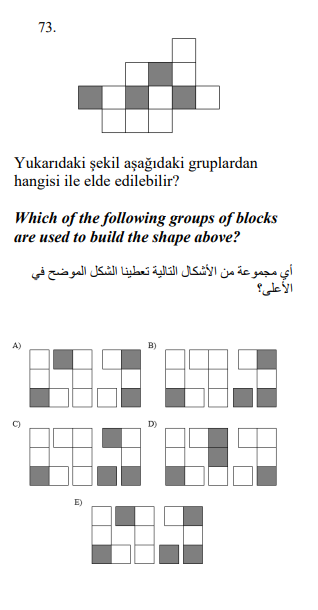 73.
Yukarıdaki şekil aşağıdaki gruplardan
hangisi ile elde edilebilir?
Which of the following groups of blocks
are used to build the shape above?
أي مجموعة من الأشكال التالية تعطينا الشكل الموضح في
الأعلى؟
A)
B)
C)
D)
E)